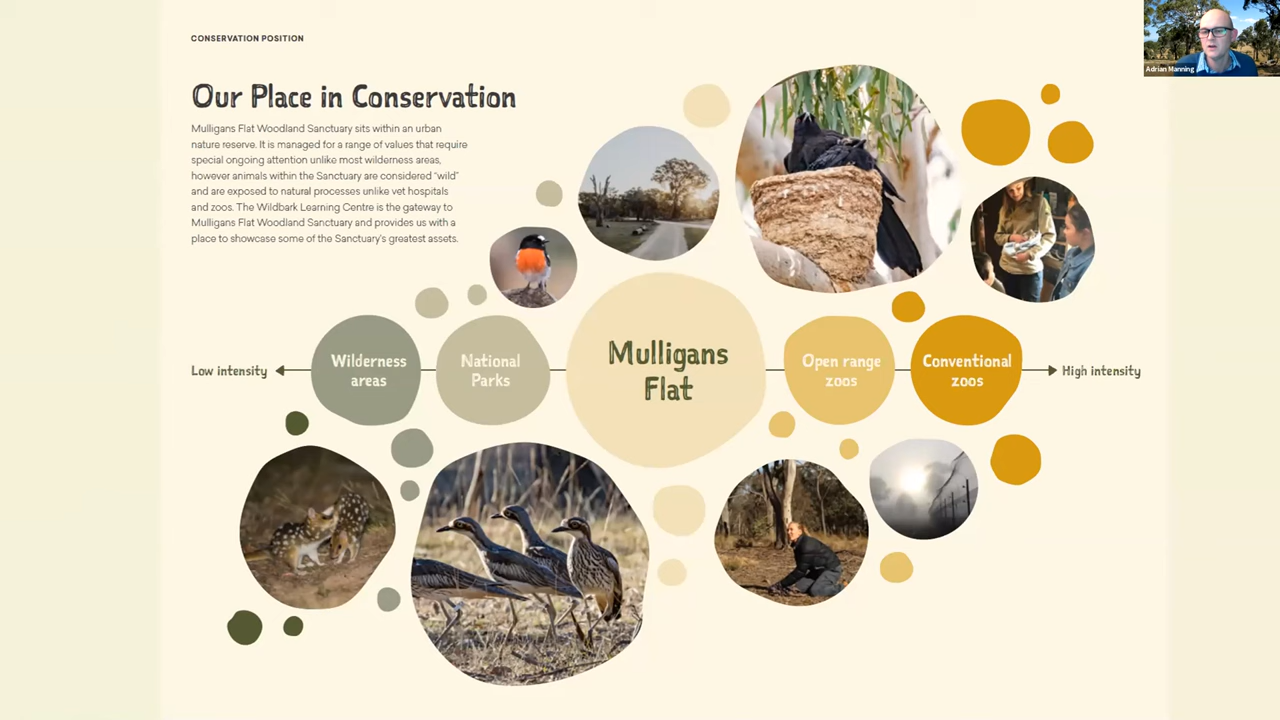 CONSERVATION POSITION
Adrian Manning
Our Place in Conservation
Mulligans Flat Woodland Sanctuary sits within an urban
nature reserve. It is managed for a range of values that require
special ongoing attention unlike most wilderness areas,
however animals within the Sanctuary are considered "wild"
and are exposed to natural processes unlike vet hospitals
and zoos. The Wildbark Learning Centre is the gateway to
Mulligans Flat Woodland Sanctuary and provides us with a
place to showcase some of the Sanctuary's greatest assets.
Low intensity
Wilderness
areas
National
Parks
Mulligans
Flat
Open range
zoos
Conventional
zoos
High intensity